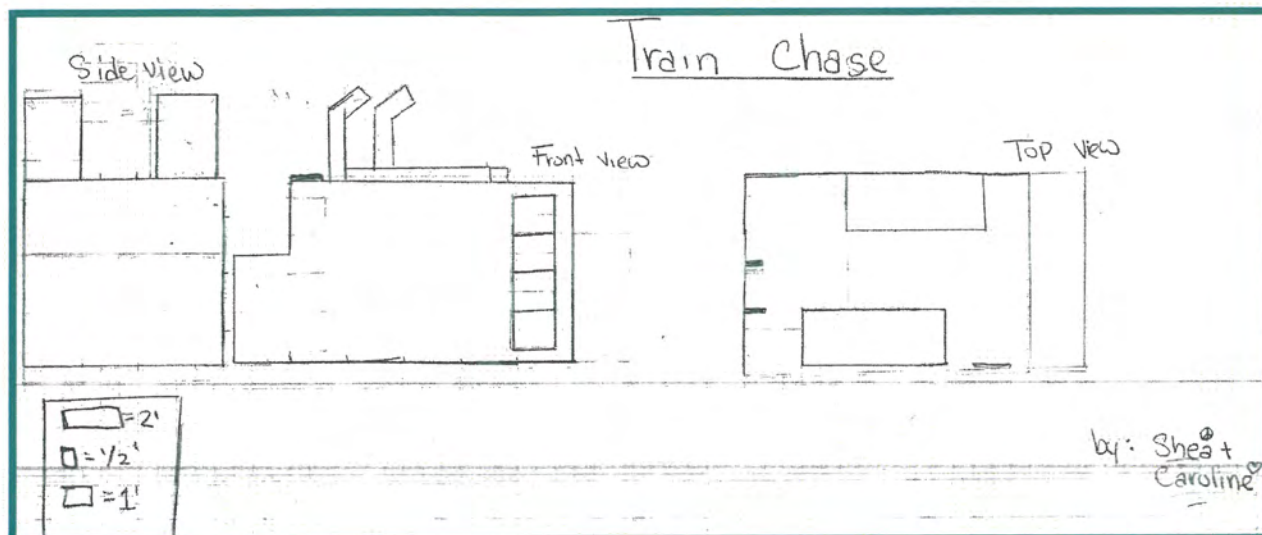 Train Chase
Side view
Front view
Top view
=2'
=1/2'
=1'
by: Shea +
Caroline